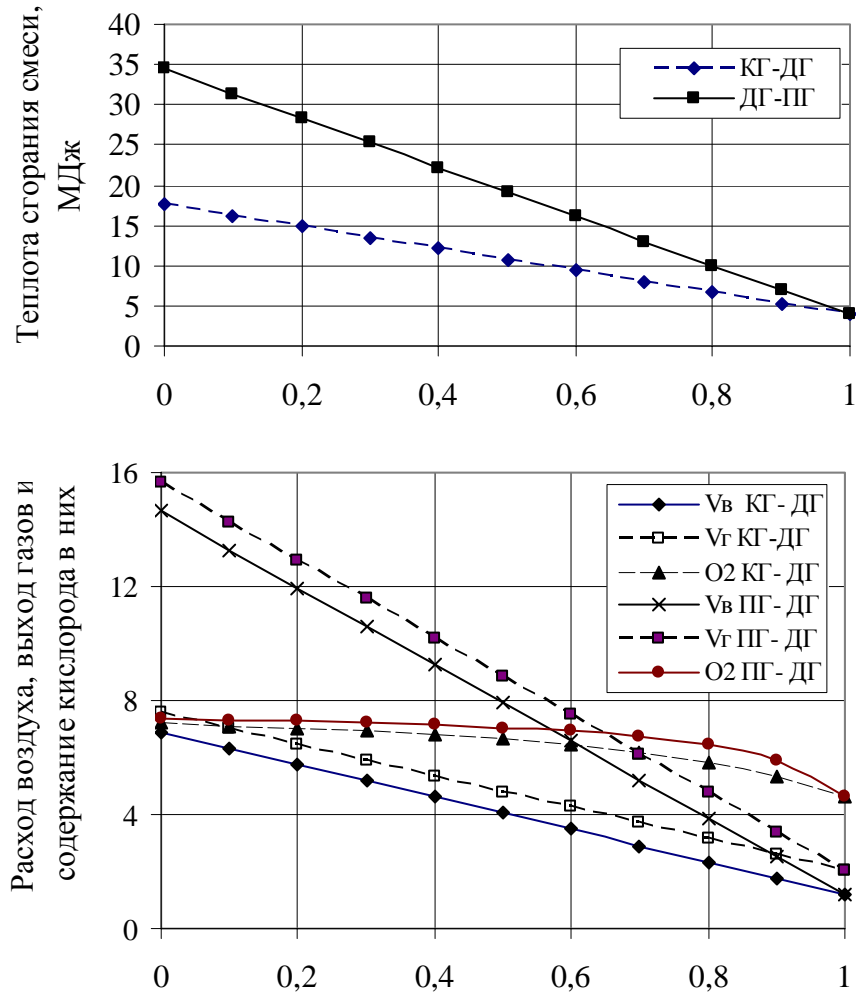 Теплота сгорания смеси,
МДж
40
35
30
25
20
15
10
5
0
КГ-ДГ
ДГ-ПГ
0 0,2 0,4 0,6 0,8 1
Расход воздуха, выход газов и
содержание кислорода в них
16
12
8
4
0
Vв КГ- ДГ
Vг КГ-ДГ
О2 КГ- ДГ
Vв ПГ- ДГ
Vг ПГ- ДГ
О2 ПГ- ДГ
0 0,2 0,4 0,6 0,8 1